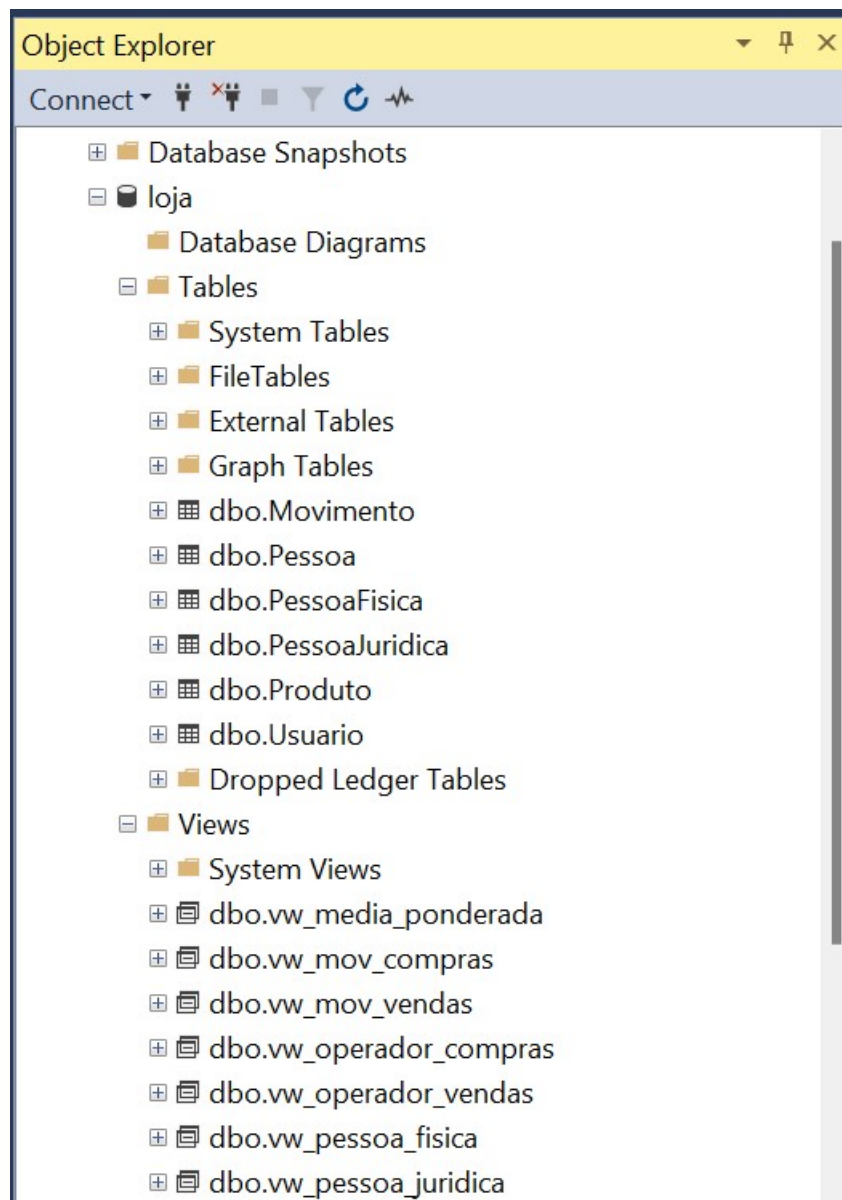 Object Explorer
Connect
Database Snapshots
loja
Database Diagrams
Tables
System Tables
FileTables
External Tables
Graph Tables
dbo.Movimento
dbo.Pessoa
dbo.PessoaFisica
dbo.PessoaJuridica
dbo.Produto
dbo.Usuario
Dropped Ledger Tables
Views
System Views
dbo.vw_media_ponderada
dbo.vw_mov_compras
dbo.vw_mov_vendas
dbo.vw_operador_compras
dbo.vw_operador_vendas
dbo.vw_pessoa_fisica
dbo.vw_pessoa_juridica